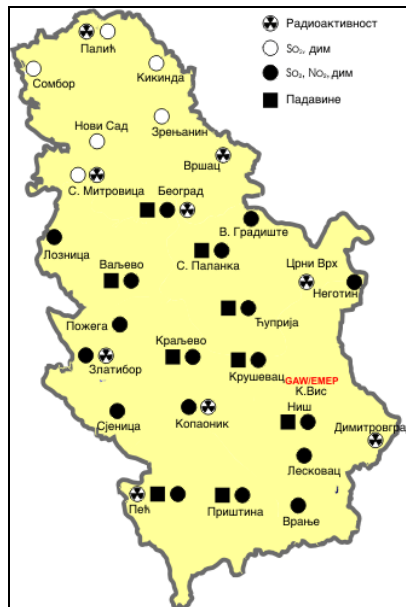 Радиоактивност
Палић
So₂, дим
Кикинда
Сомбор
So₂, No₂, дим
Зрењанин
Нови Сад
Падавине
Вршац
С. Митровица
Београд
В. Градиште
Лозница
С. Паланка
Црни Врх
Ваљево
Неготин
Ћуприја
Пожега
Краљево
Златибор
Крушевац
GAW/EMEP
К.Вис
Ниш
Сјеница
Копаоник
Димитровгра
Лесковац
Пећ
Приштина
Врање